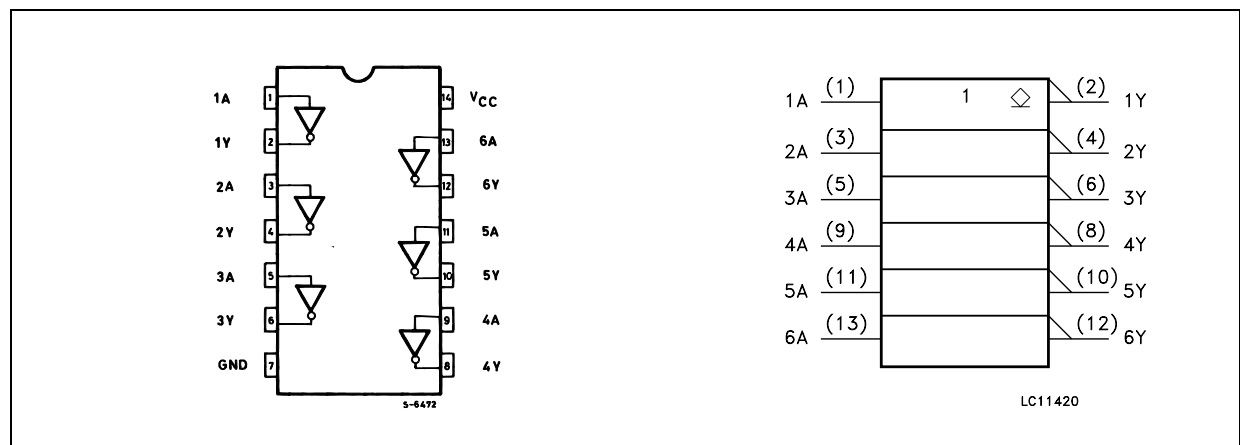 1A 1 14 VCC
1Y 2 13 6A
2A 3 12 6Y
2Y 4 11 5A
3A 5 10 5Y
3Y 6 9 4A
GND 7 8 4Y
S-6472
1A (1) 1 (2) 1Y
2A (3) (4) 2Y
3A (5) (6) 3Y
4A (9) (8) 4Y
5A (11) (10) 5Y
6A (13) (12) 6Y
LC11420